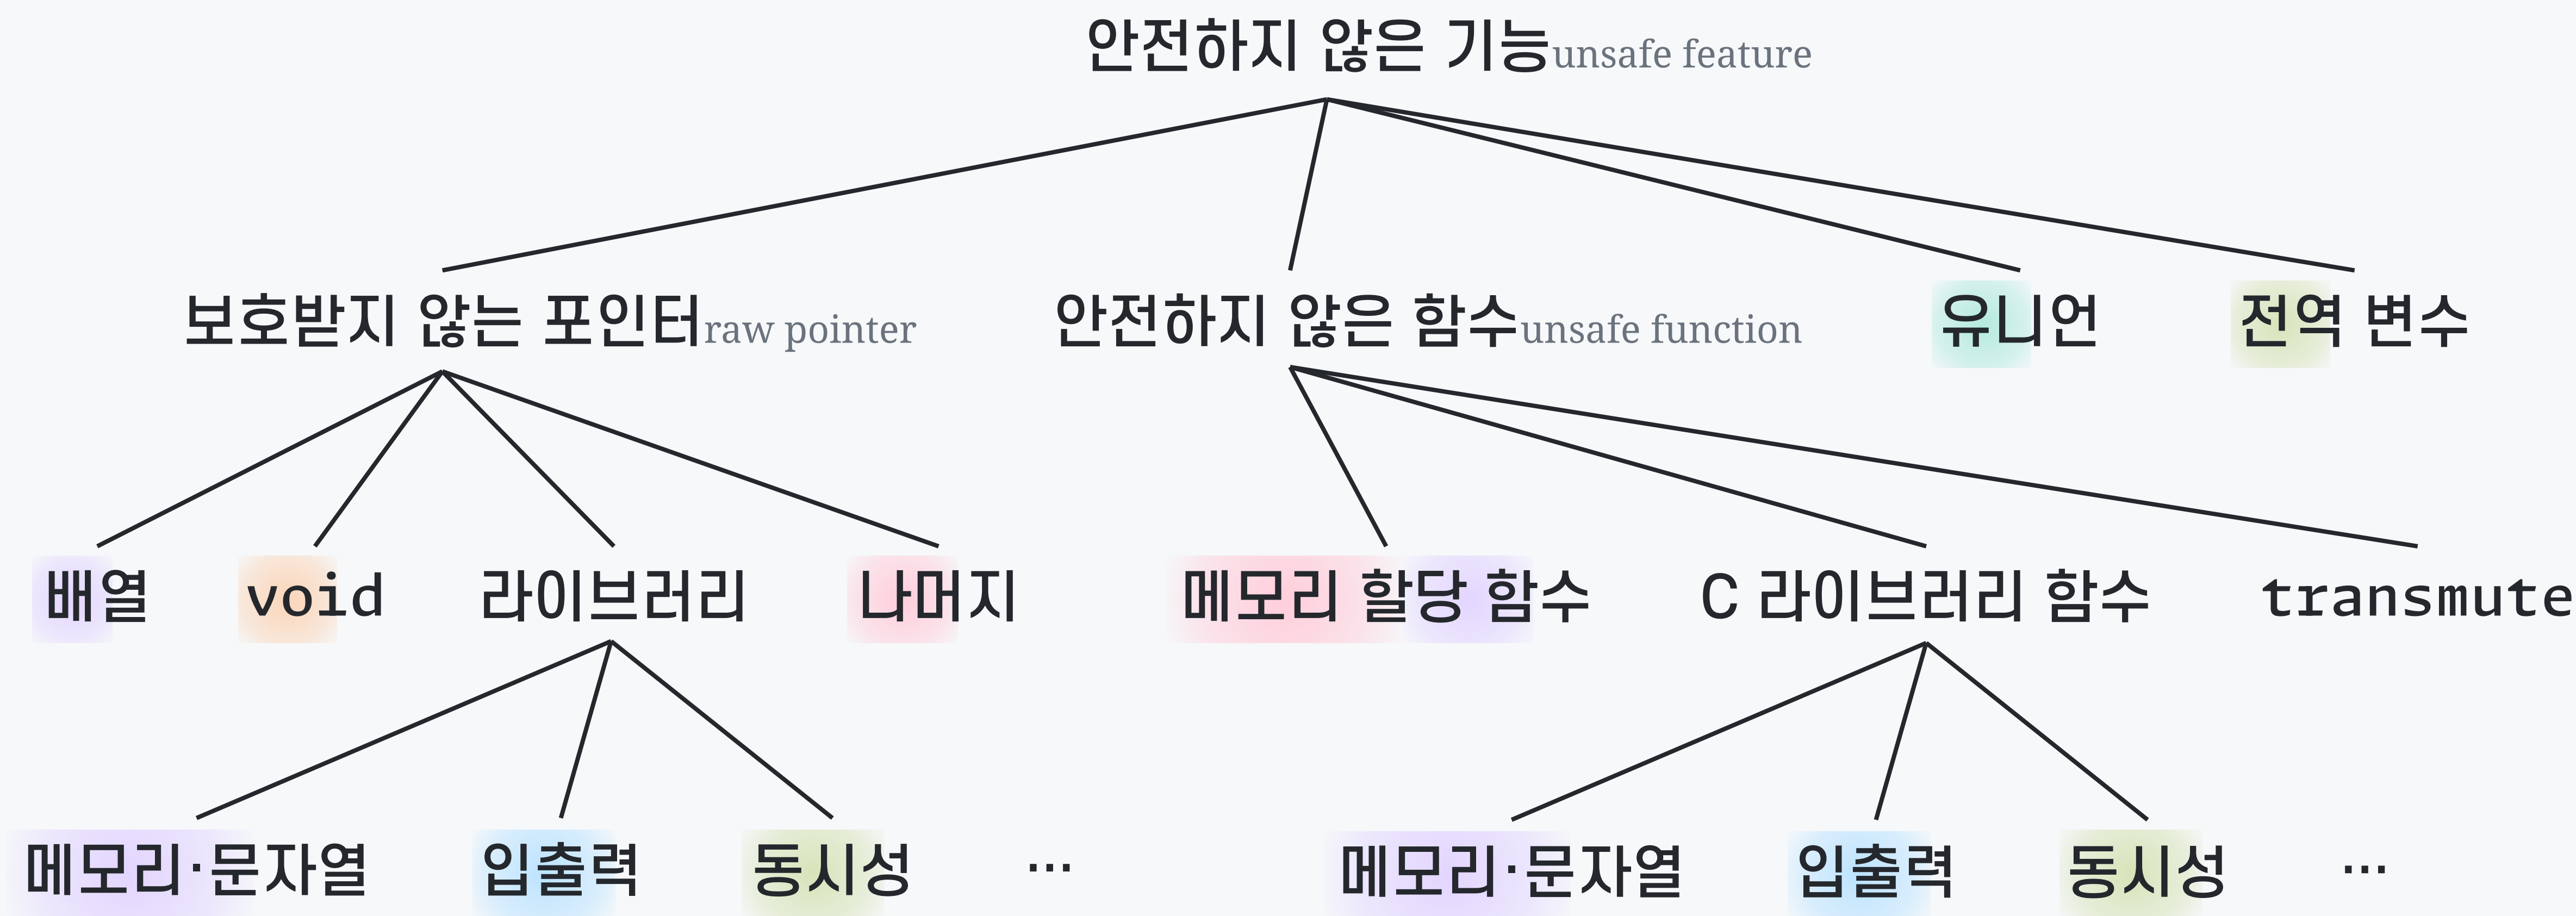 안전하지 않은 기능unsafe feature
보호받지 않는 포인터raw pointer 안전하지 않은 함수unsafe function 유니언 전역 변수
배열 void 라이브러리 나머지 메모리 할당 함수 C 라이브러리 함수 transmute
메모리·문자열 입출력 동시성 ⋯ 메모리·문자열 입출력 동시성 ⋯